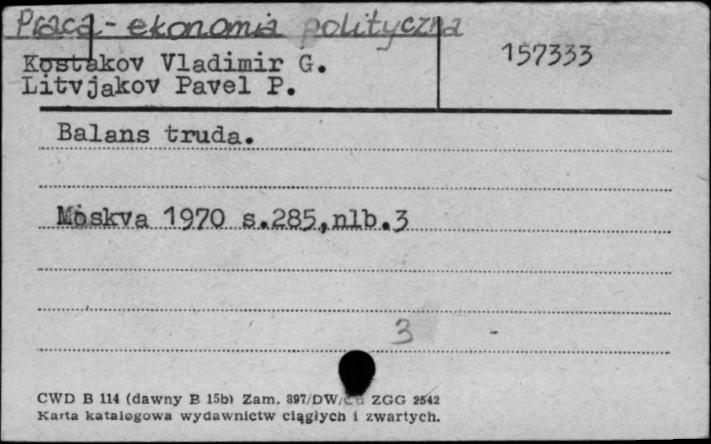 Praca - ekonomia polityczna
157333
Kostakov Vladimir G.
Litvjakov Pavel P.
Balans truda.
Moskva 1970 s.285,nlb.3
3
CWD B 114 (dawny B 15b) Zam. 897/DW/ ZGG 2542
Karta katalogowa wydawnictw ciągłych i zwartych.